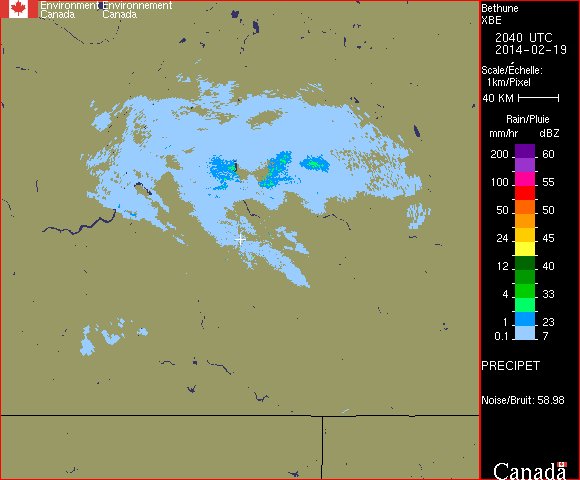 Environment Environnement
Canada Canada
Bethune
XBE
2040 UTC
2014-02-19
Scale/Échelle:
1km/Pixel
40 KM
Rain/Pluie
mm/hr dBZ
200 60
100 55
50 50
24 45
12 40
4 33
1 23
0.1 7
PRECIPET
Noise/Bruit: 58.98
Canada